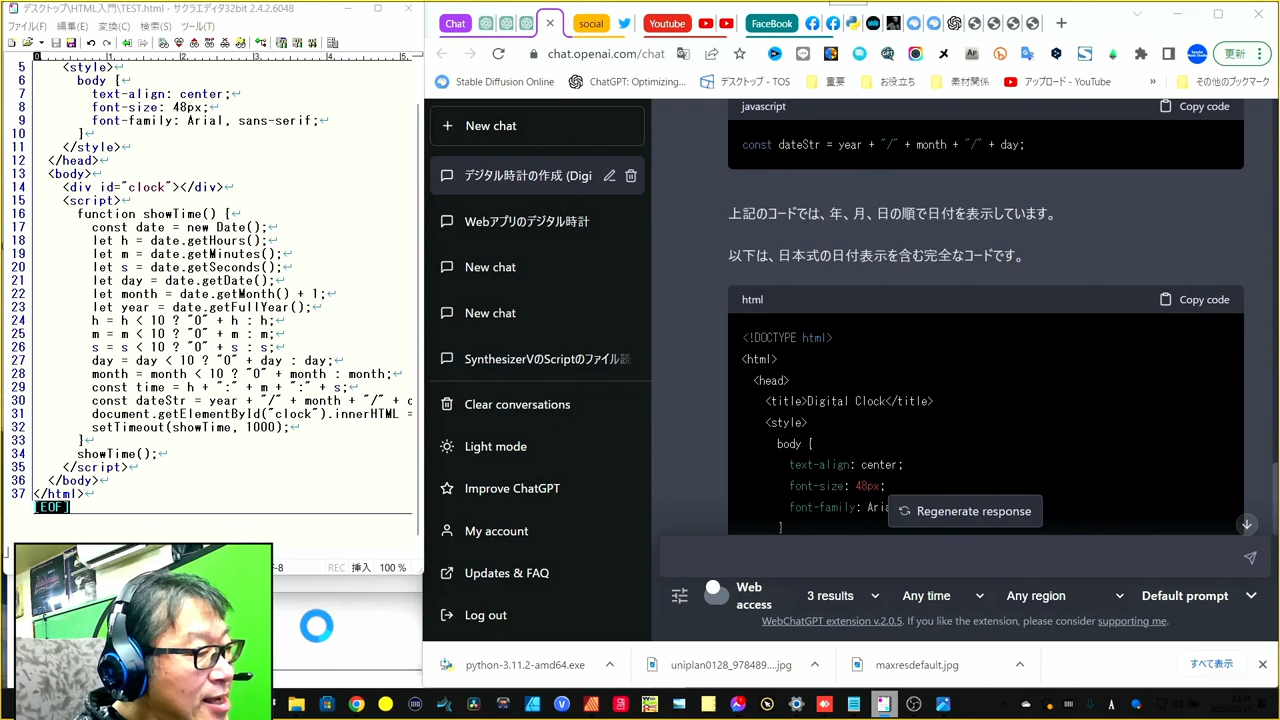 デスクトップ\HTML入門\TEST.html - サクラエディタ32bit 2.4.2.6048
ファイル(F) 編集(E) 変換(C) 検索(S) ツール(T)
5 <style>
6 body {
7 text-align: center;
8 font-size: 48px;
9 font-family: Arial, sans-serif;
10 }
11 </style>
12 </head>
13 <body>
14 <div id="clock"></div>
15 <script>
16 function showTime() {
17 const date = new Date();
18 let h = date.getHours();
19 let m = date.getMinutes();
20 let s = date.getSeconds();
21 let day = date.getDate();
22 let month = date.getMonth() + 1;
23 let year = date.getFullYear();
24 h = h < 10 ? "0" + h : h;
25 m = m < 10 ? "0" + m : m;
26 s = s < 10 ? "0" + s : s;
27 day = day < 10 ? "0" + day : day;
28 month = month < 10 ? "0" + month : month;
29 const time = h + ":" + m + ":" + s;
30 const dateStr = year + "/" + month + "/" +
31 document.getElementById("clock").innerHTML =
32 setTimeout(showTime, 1000);
33 }
34 showTime();
35 </script>
36 </body>
37 </html>
[EOF]
REC 挿入 100 %
Chat social Youtube FaceBook
chat.openai.com/chat
更新
Stable Diffusion Online ChatGPT: Optimizing... デスクトップ - TOS 重要 お役立ち 素材関係 アップロード - YouTube » その他のブックマーク
New chat
デジタル時計の作成 (Digi
Webアプリのデジタル時計
New chat
New chat
SynthesizerVのScriptのファイル読
Clear conversations
Light mode
Improve ChatGPT
My account
Updates & FAQ
Log out
javascript Copy code
const dateStr = year + "/" + month + "/" + day;
上記のコードでは、年、月、日の順で日付を表示しています。
以下は、日本式の日付表示を含む完全なコードです。
html Copy code
<!DOCTYPE html>
<html>
<head>
<title>Digital Clock</title>
<style>
body {
text-align: center;
font-size: 48px;
font-family: Aria
}
Regenerate response
Web access 3 results Any time Any region Default prompt
WebChatGPT extension v.2.0.5. If you like the extension, please consider supporting me.
python-3.11.2-amd64.exe uniplan0128_978489....jpg maxresdefault.jpg すべて表示